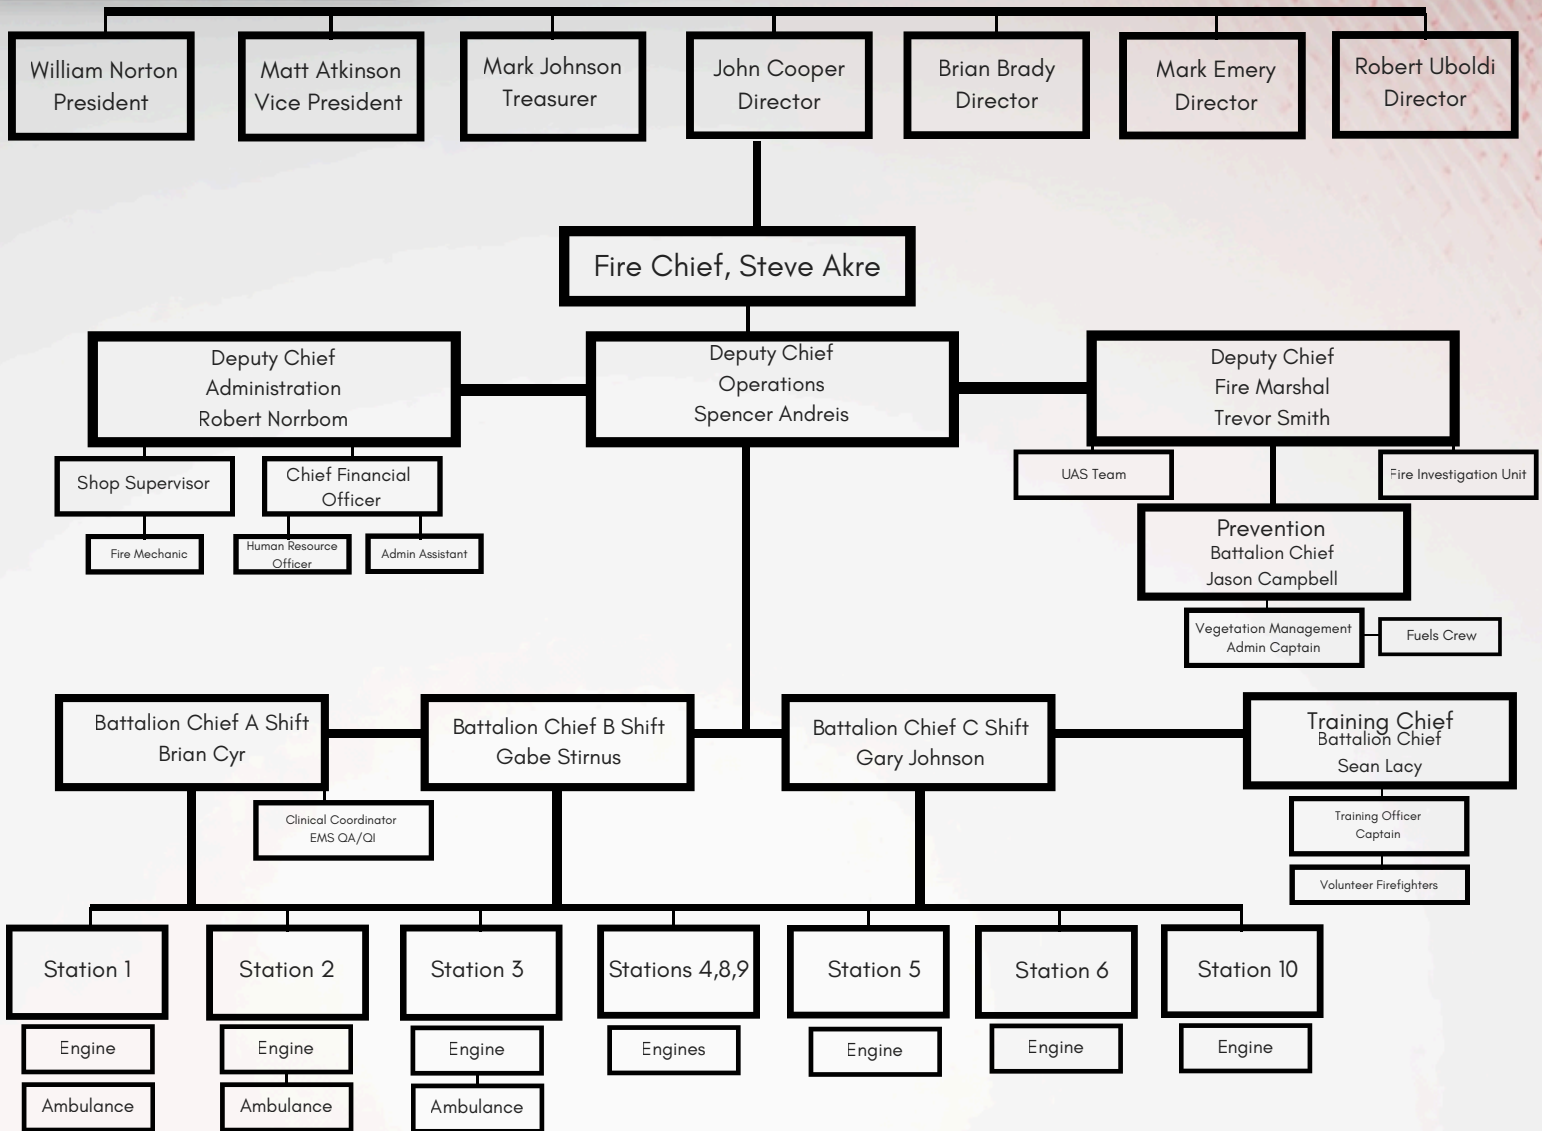 William Norton
President
Matt Atkinson
Vice President
Mark Johnson
Treasurer
John Cooper
Director
Brian Brady
Director
Mark Emery
Director
Robert Uboldi
Director
Fire Chief, Steve Akre
Deputy Chief
Administration
Robert Norrbom
Deputy Chief
Operations
Spencer Andreis
Deputy Chief
Fire Marshal
Trevor Smith
Shop Supervisor
Chief Financial
Officer
Fire Mechanic
Human Resource
Officer
Admin Assistant
UAS Team
Fire Investigation Unit
Prevention
Battalion Chief
Jason Campbell
Vegetation Management
Admin Captain
Fuels Crew
Battalion Chief A Shift
Brian Cyr
Battalion Chief B Shift
Gabe Stirnus
Battalion Chief C Shift
Gary Johnson
Training Chief
Battalion Chief
Sean Lacy
Clinical Coordinator
EMS QA/QI
Training Officer
Captain
Volunteer Firefighters
Station 1
Station 2
Station 3
Stations 4,8,9
Station 5
Station 6
Station 10
Engine
Engine
Engine
Engines
Engine
Engine
Engine
Ambulance
Ambulance
Ambulance